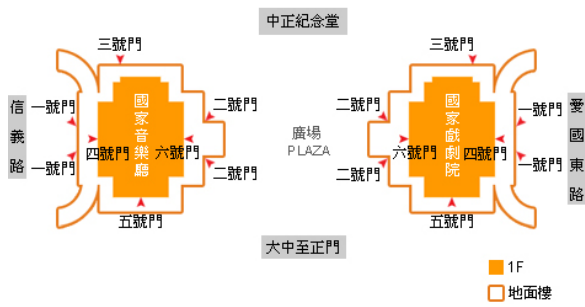 中正紀念堂
三號門
三號門
信義路
一號門
國家音樂廳
二號門
二號門
國家戲劇院
一號門
愛國東路
廣場
PLAZA
四號門
六號門
六號門
四號門
一號門
二號門
二號門
一號門
五號門
五號門
大中至正門
1F
地面樓